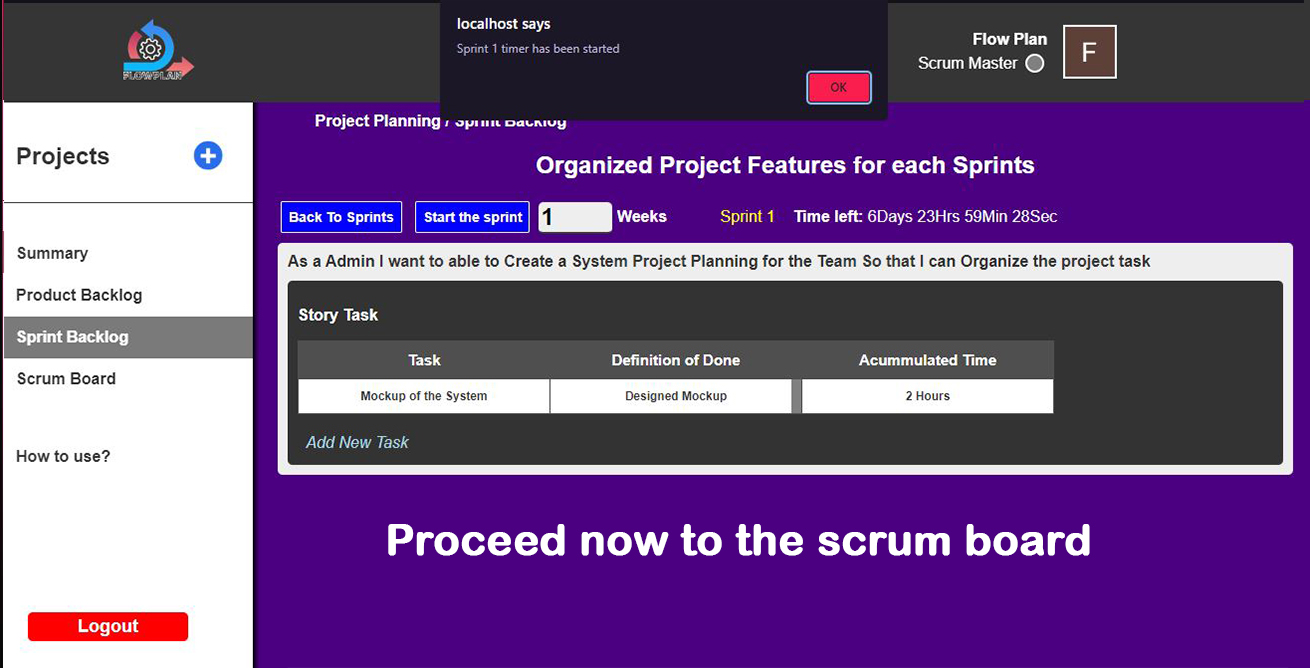 FLOWPLAN
localhost says
Sprint 1 timer has been started
OK
Flow Plan
Scrum Master
F
Projects
Summary
Product Backlog
Sprint Backlog
Scrum Board
How to use?
Logout
Project Planning / Sprint Backlog
Organized Project Features for each Sprints
Back To Sprints Start the sprint 1 Weeks Sprint 1 Time left: 6Days 23Hrs 59Min 28Sec
As a Admin I want to able to Create a System Project Planning for the Team So that I can Organize the project task
Story Task
Task Definition of Done Acummulated Time
Mockup of the System Designed Mockup 2 Hours
Add New Task
Proceed now to the scrum board